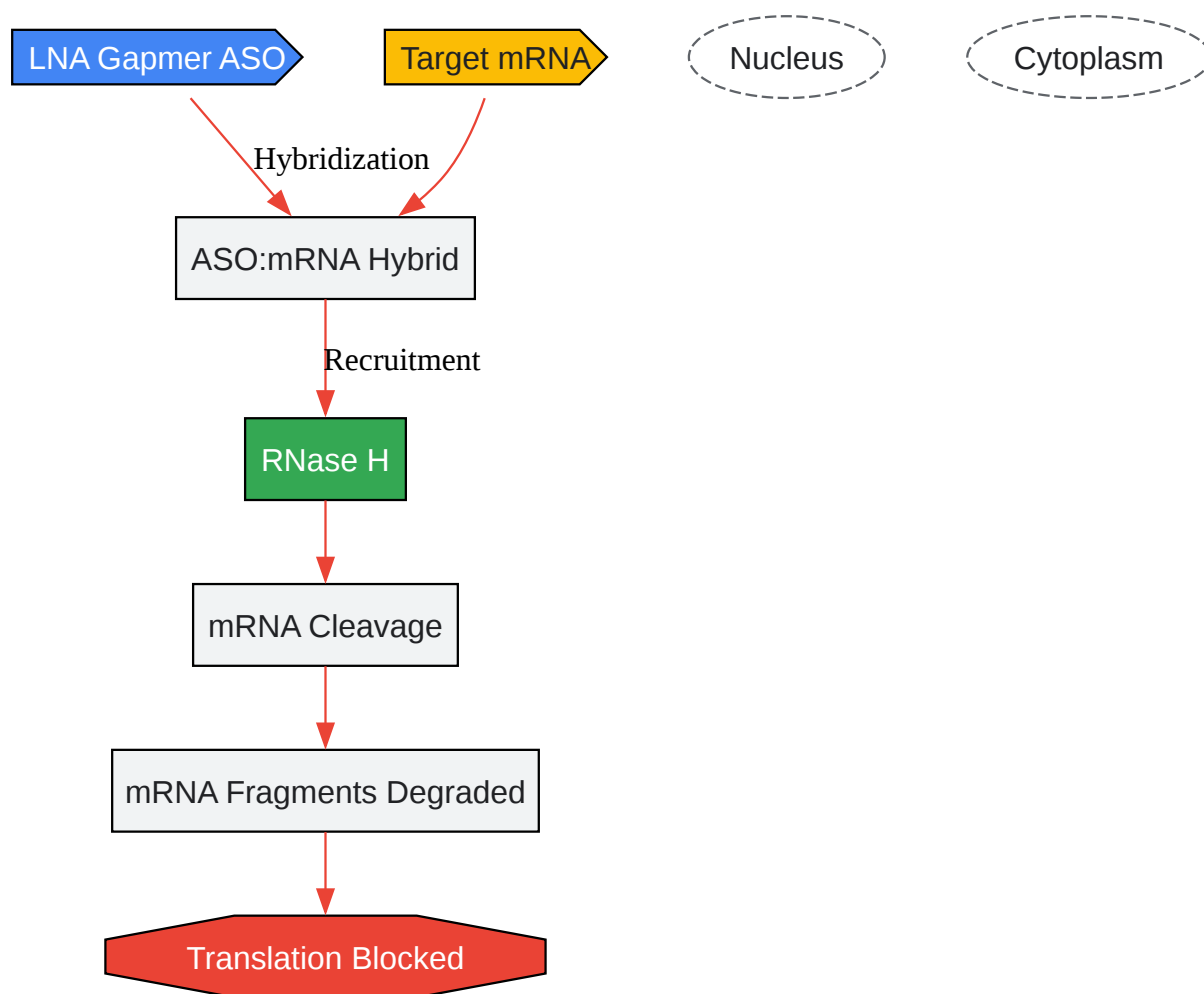 LNA Gapmer ASO
Target mRNA
Nucleus
Cytoplasm
Hybridization
ASO:mRNA Hybrid
Recruitment
RNase H
mRNA Cleavage
mRNA Fragments Degraded
Translation Blocked